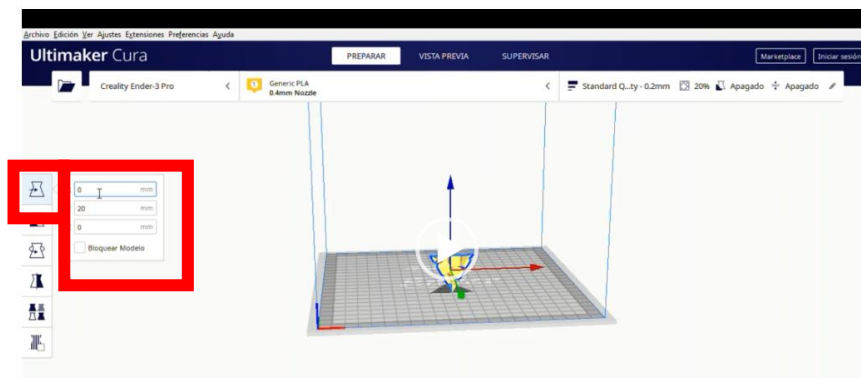 Archivo Edición Ver Ajustes Extensiones Preferencias Ayuda
Ultimaker Cura PREPARAR VISTA PREVIA SUPERVISAR Marketplace Iniciar sesión
Creality Ender-3 Pro
Generic PLA
0.4mm Nozzle
Standard Q...ty - 0.2mm 20% Apagado Apagado
0 mm
20 mm
0 mm
Bloquear Modelo